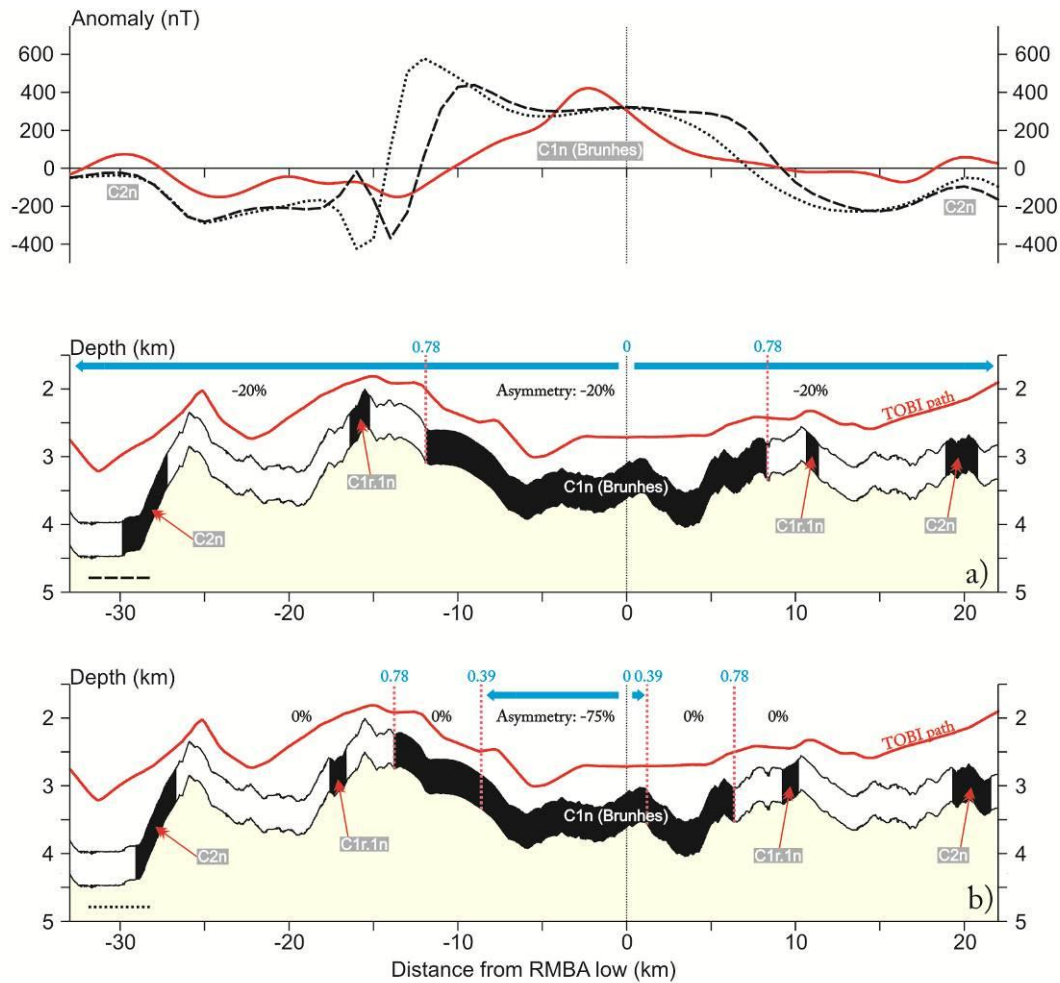 Anomaly (nT)
600 600
400 400
200 C1n (Brunhes) 200
0 0
C2n C2n
-200 -200
-400 -400
Depth (km) 0.78 0 0.78
2 -20% Asymmetry: -20% -20% TOBI path 2
3 C1n (Brunhes) 3
C1r.1n C1r.1n C2n
4 C2n 4
a)
5 5
-30 -20 -10 0 10 20
Depth (km) 0.78 0.39 0 0.39 0.78
2 0% 0% Asymmetry: -75% 0% 0% TOBI path 2
3 C1n (Brunhes) 3
C2n C1r.1n C1r.1n C2n
4 4
b)
5 5
-30 -20 -10 0 10 20
Distance from RMBA low (km)